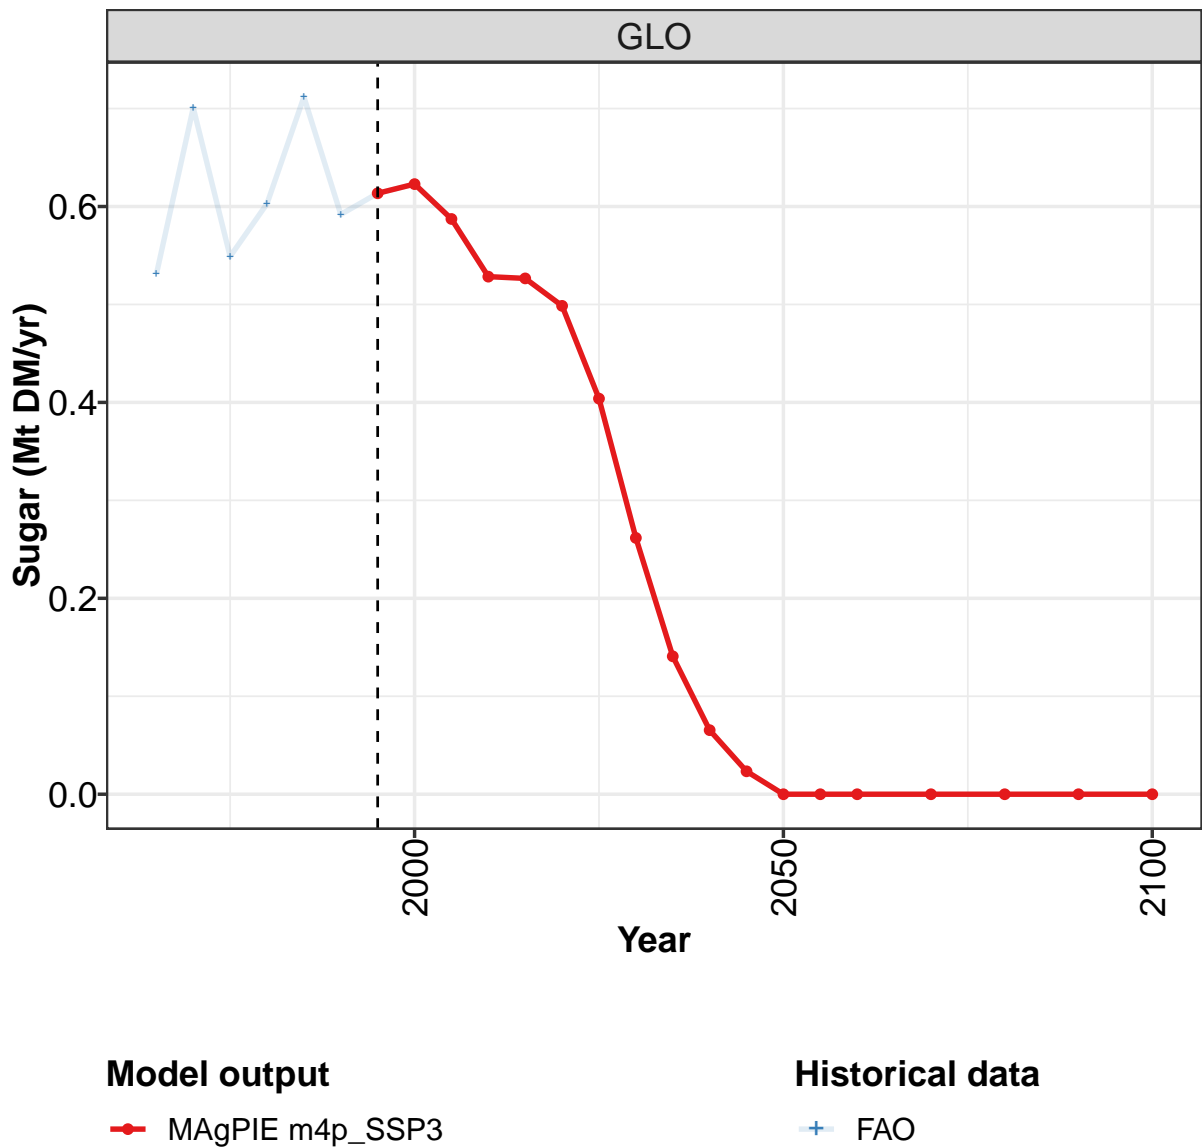 GLO
Sugar (Mt DM/yr)
0.6
0.4
0.2
0.0
2000
2050
2100
Year
Model output
MAgPIE m4p_SSP3
Historical data
FAO